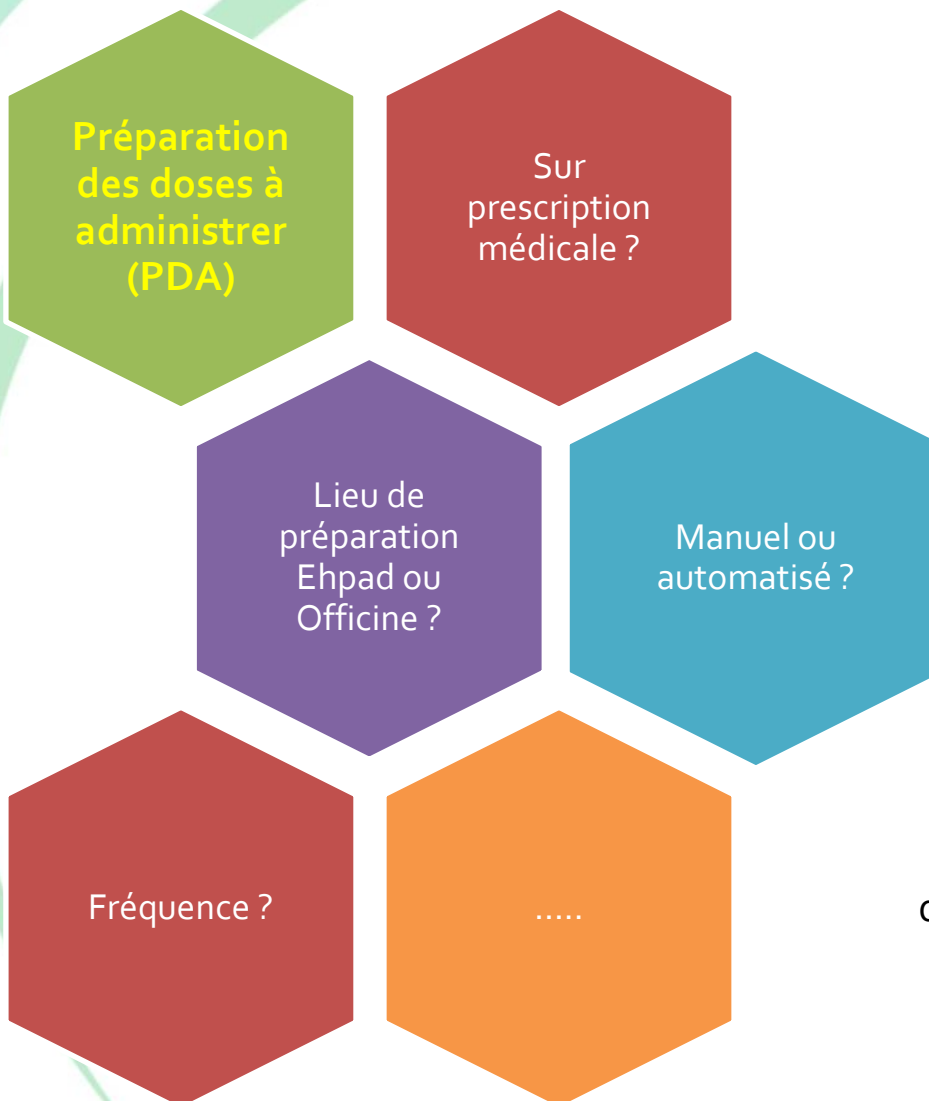 Préparation
des doses à
administrer
(PDA)
Sur
prescription
médicale ?
Lieu de
préparation
Ehpad ou
Officine ?
Manuel ou
automatisé ?
Fréquence ?
.....